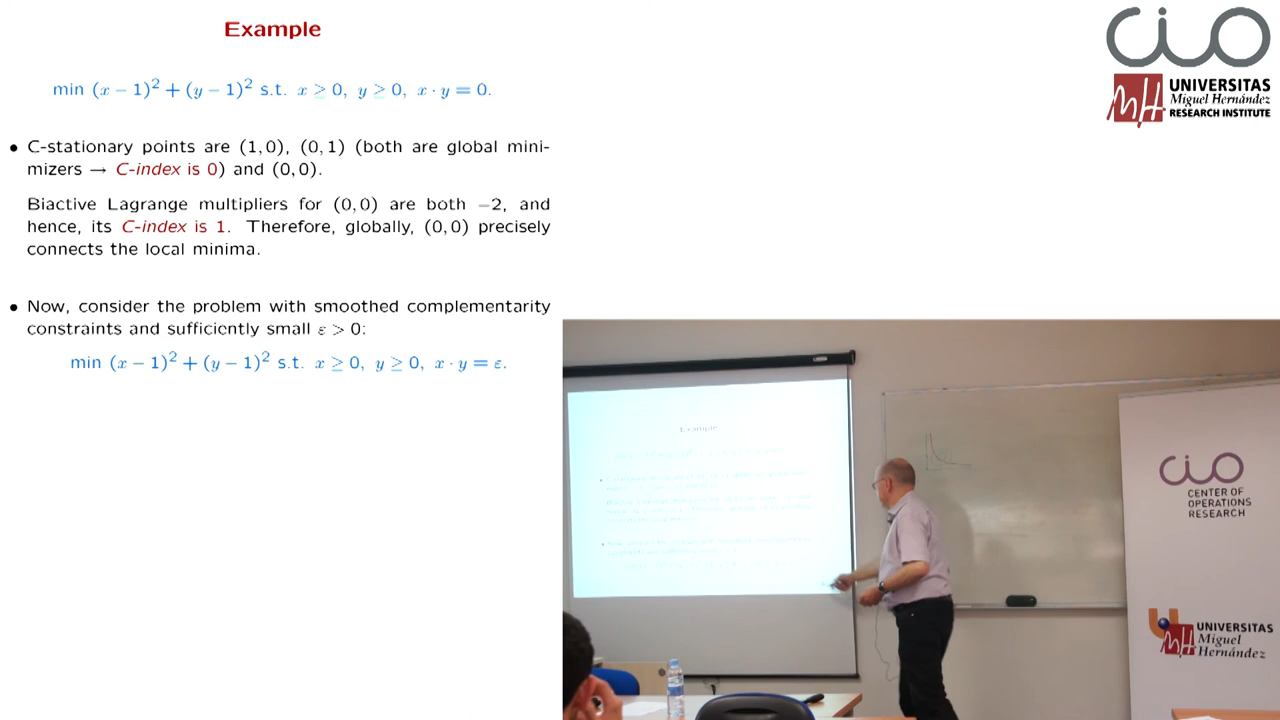 Example
min (x − 1)² + (y − 1)² s.t. x ≥ 0, y ≥ 0, x · y = 0.
• C-stationary points are (1, 0), (0, 1) (both are global mini-
mizers → C-index is 0) and (0, 0).
Biactive Lagrange multipliers for (0, 0) are both −2, and
hence, its C-index is 1. Therefore, globally, (0, 0) precisely
connects the local minima.
• Now, consider the problem with smoothed complementarity
constraints and sufficiently small ε > 0:
min (x − 1)² + (y − 1)² s.t. x ≥ 0, y ≥ 0, x · y = ε.
CIO
UNIVERSITAS
Miguel Hernández
RESEARCH INSTITUTE
Example
CIO
CENTER OF
OPERATIONS
RESEARCH
UNIVERSITAS
Miguel
Hernández